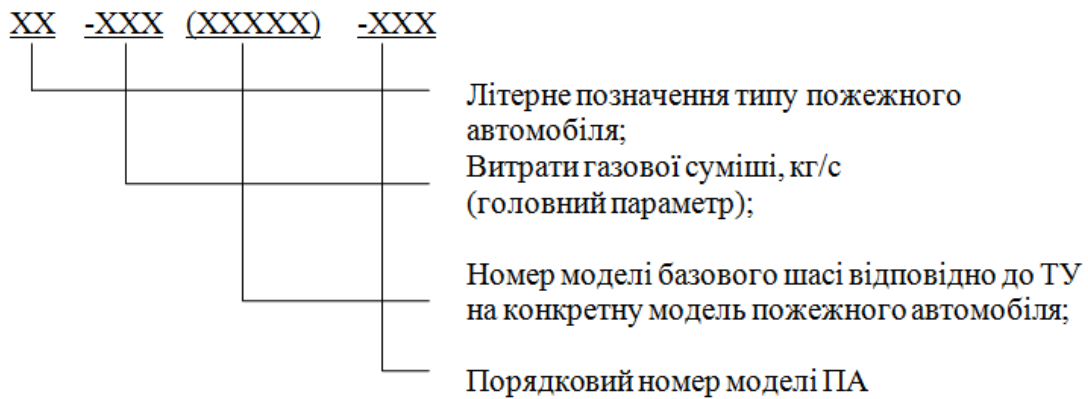 XX -XXX (XXXXX) -XXX
Літерне позначення типу пожежного
автомобіля;
Витрати газової суміші, кг/с
(головний параметр);
Номер моделі базового шасі відповідно до ТУ
на конкретну модель пожежного автомобіля;
Порядковий номер моделі ПА